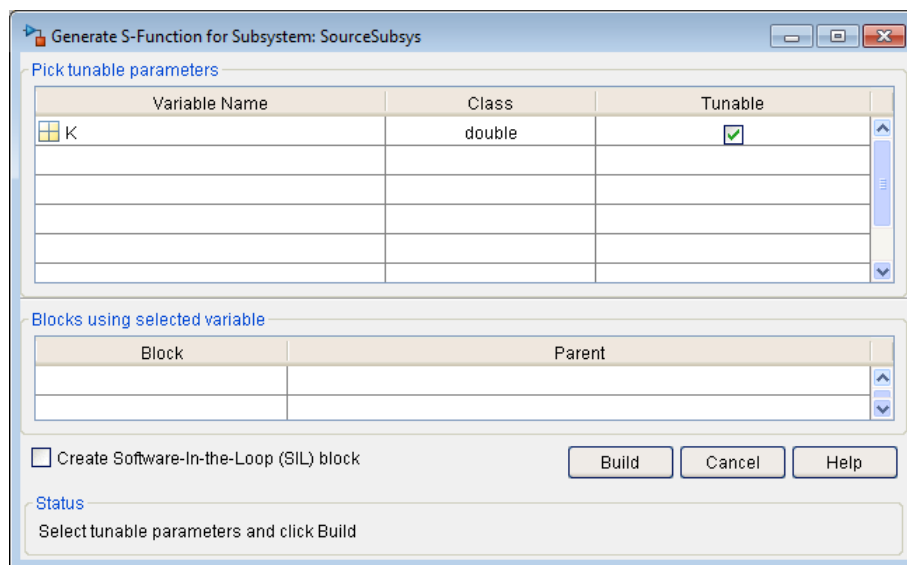 Generate S-Function for Subsystem: SourceSubsys
Pick tunable parameters
Variable Name Class Tunable
K double
Blocks using selected variable
Block Parent
Create Software-In-the-Loop (SIL) block Build Cancel Help
Status
Select tunable parameters and click Build